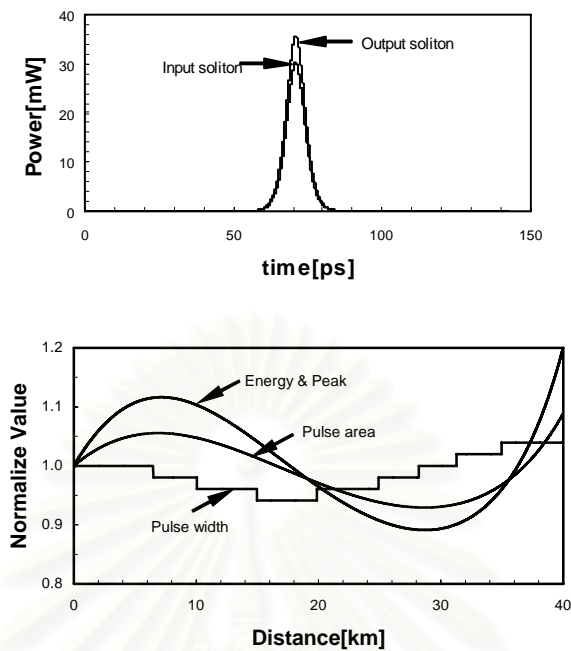 40
Output soliton
Input soliton
30
20
10
0
Power[mW]
0 50 100 150
time[ps]
1.2
Energy & Peak
1.1
Pulse area
1.0
0.9
Pulse width
0.8
Normalize Value
0 10 20 30 40
Distance[km]